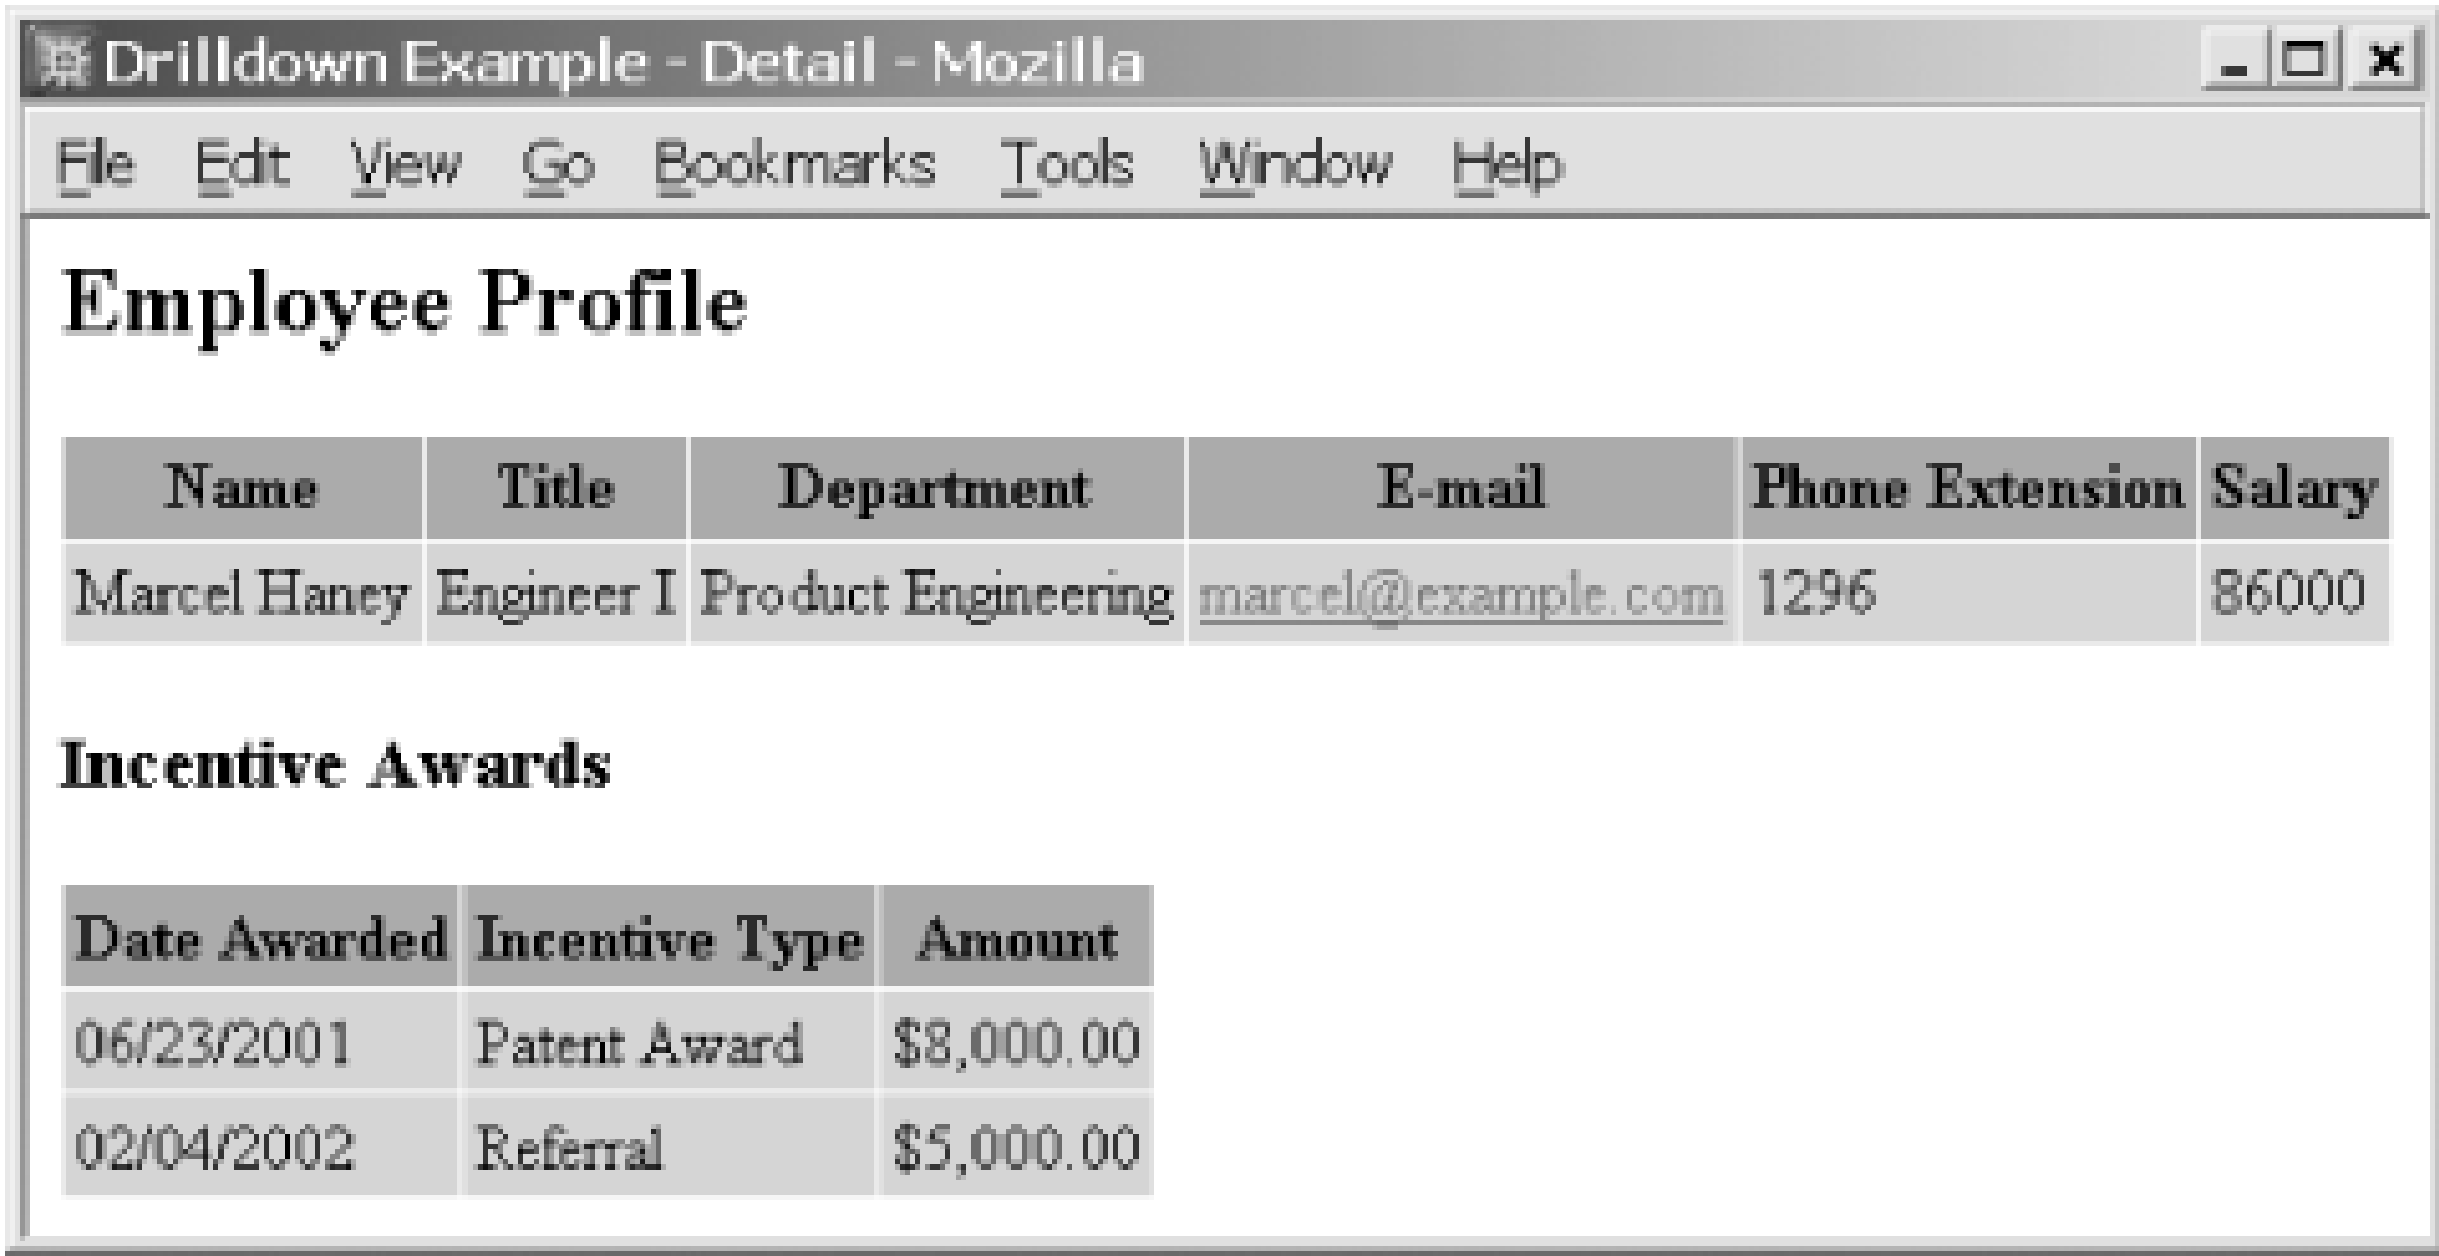 Drilldown Example - Detail - Mozilla
File Edit View Go Bookmarks Tools Window Help
Employee Profile
Name Title Department E-mail Phone Extension Salary
Marcel Haney Engineer I Product Engineering marcel@example.com 1296 86000
Incentive Awards
Date Awarded Incentive Type Amount
06/23/2001 Patent Award $8,000.00
02/04/2002 Referral $5,000.00